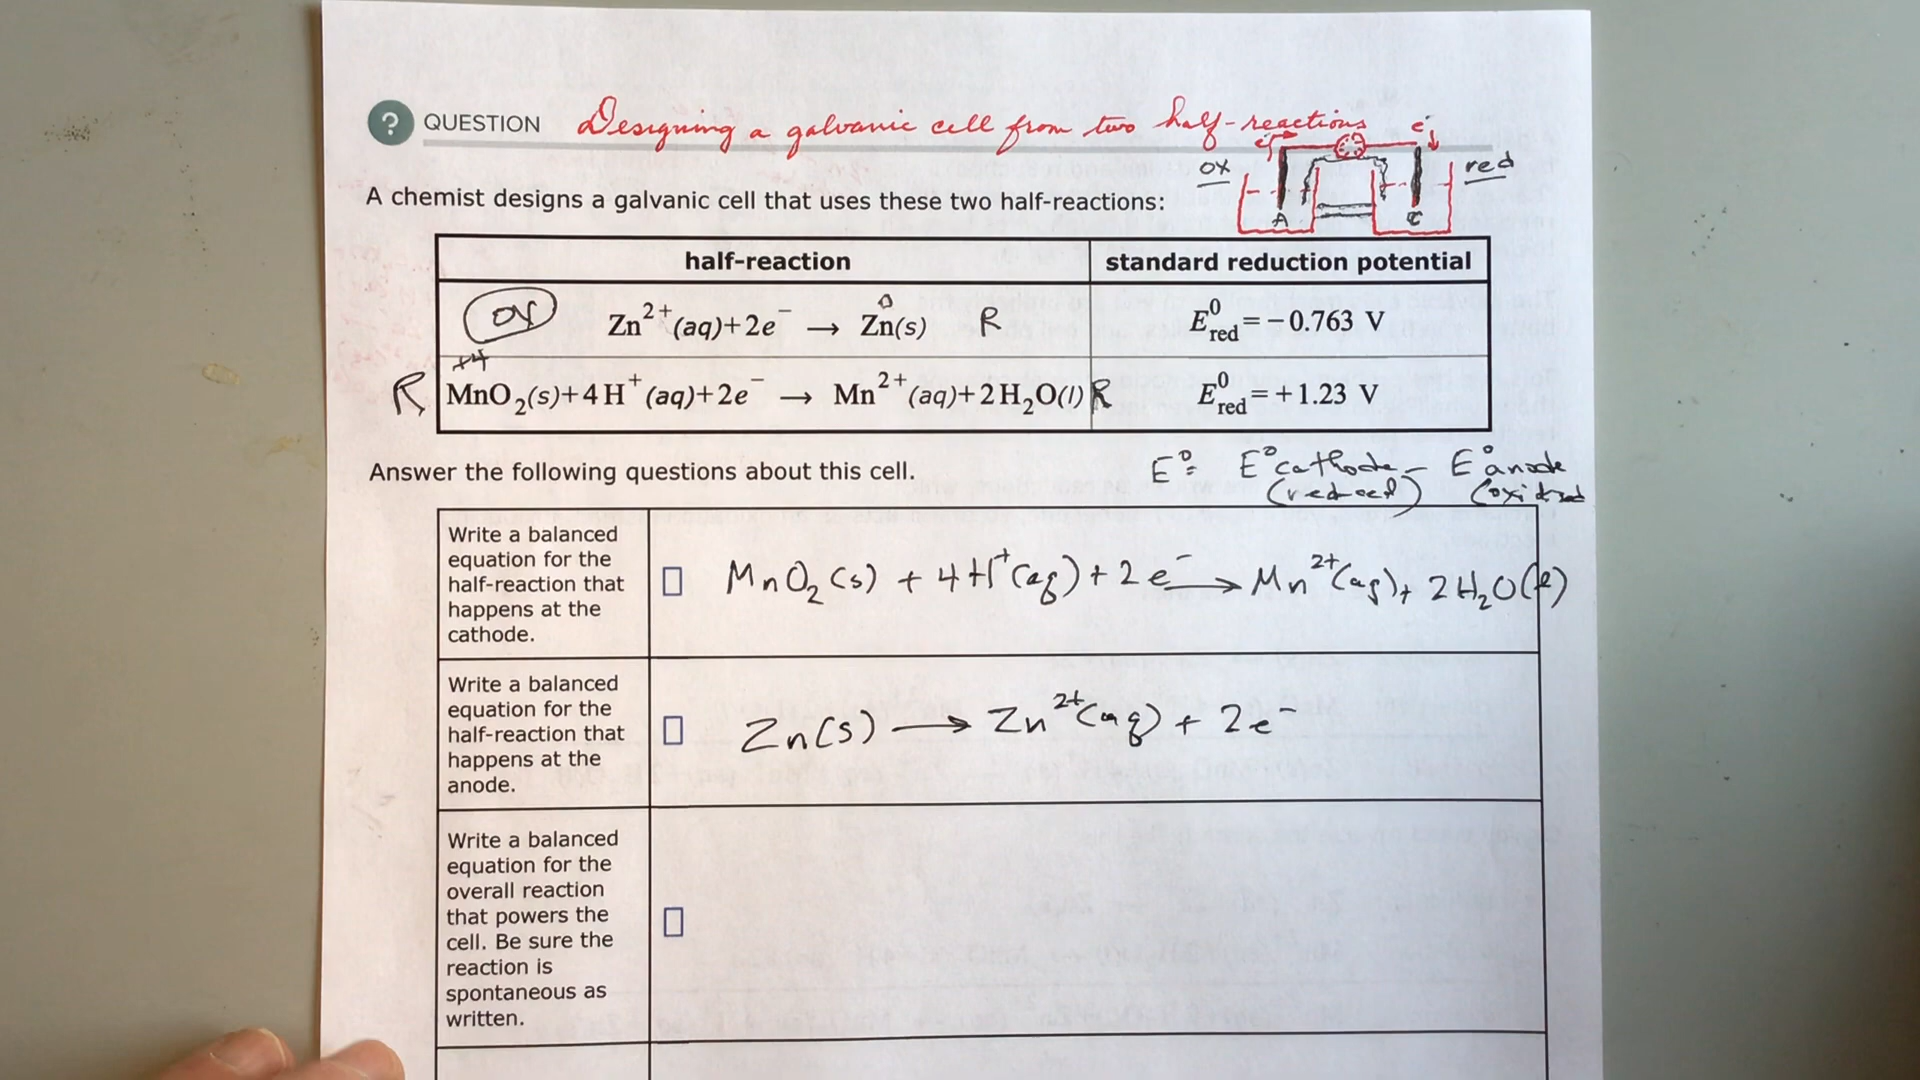 ? QUESTION Designing a galvanic cell from two half-reactions
e⁻ e⁻
ox red
A chemist designs a galvanic cell that uses these two half-reactions:
A C
half-reaction standard reduction potential
ox Zn²⁺(aq)+2e⁻ → Zn(s) R E⁰red = −0.763 V
0
+4
R MnO₂(s)+4H⁺(aq)+2e⁻ → Mn²⁺(aq)+2H₂O(l) R E⁰red = +1.23 V
Answer the following questions about this cell. E° = E°cathode − E°anode
(reduced) (oxidized
Write a balanced
equation for the
half-reaction that
happens at the
cathode.
MnO₂(s) + 4H⁺(aq) + 2e⁻ → Mn²⁺(aq) + 2H₂O(l)
Write a balanced
equation for the
half-reaction that
happens at the
anode.
Zn(s) → Zn²⁺(aq) + 2e⁻
Write a balanced
equation for the
overall reaction
that powers the
cell. Be sure the
reaction is
spontaneous as
written.